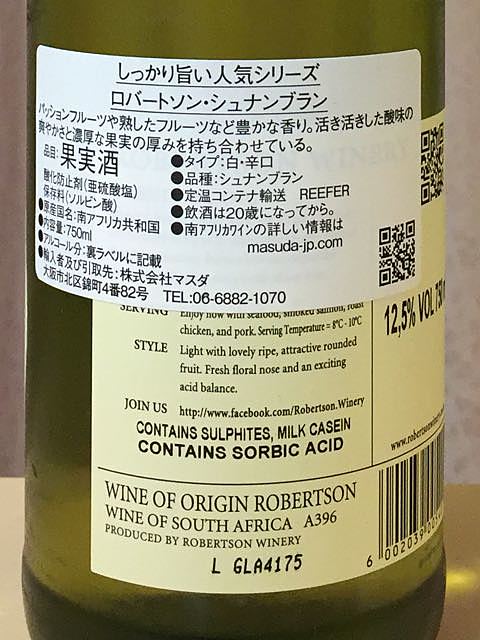 しっかり旨い人気シリーズ
ロバートソン・シュナンブラン
パッションフルーツや熟したフルーツなど豊かな香り。活き活きした酸味の
爽やかさと濃厚な果実の厚みを持ち合わせている。
品目:果実酒
酸化防止剤(亜硫酸塩)
保存料(ソルビン酸)
●原産国名:南アフリカ共和国
●内容量:750ml
●アルコール分:裏ラベルに記載
●輸入者及び引取先:株式会社マスダ
大阪市北区錦町4番82号 TEL:06-6882-1070
●タイプ:白・辛口
●品種:シュナンブラン
●定温コンテナ輸送 REEFER
●飲酒は20歳になってから。
●南アフリカワインの詳しい情報は
masuda-jp.com
SERVING Enjoy now with seafood, smoked salmon, roast
chicken, and pork. Serving Temperature = 8°C - 10°C
STYLE Light with lovely ripe, attractive rounded
fruit. Fresh floral nose and an exciting
acid balance.
JOIN US http://www.facebook.com/Robertson.Winery
CONTAINS SULPHITES, MILK CASEIN
CONTAINS SORBIC ACID
WINE OF ORIGIN ROBERTSON
WINE OF SOUTH AFRICA A396
PRODUCED BY ROBERTSON WINERY
L GLA4175
12,5% VOL 750
www.robertsonwinery
6 002039 00